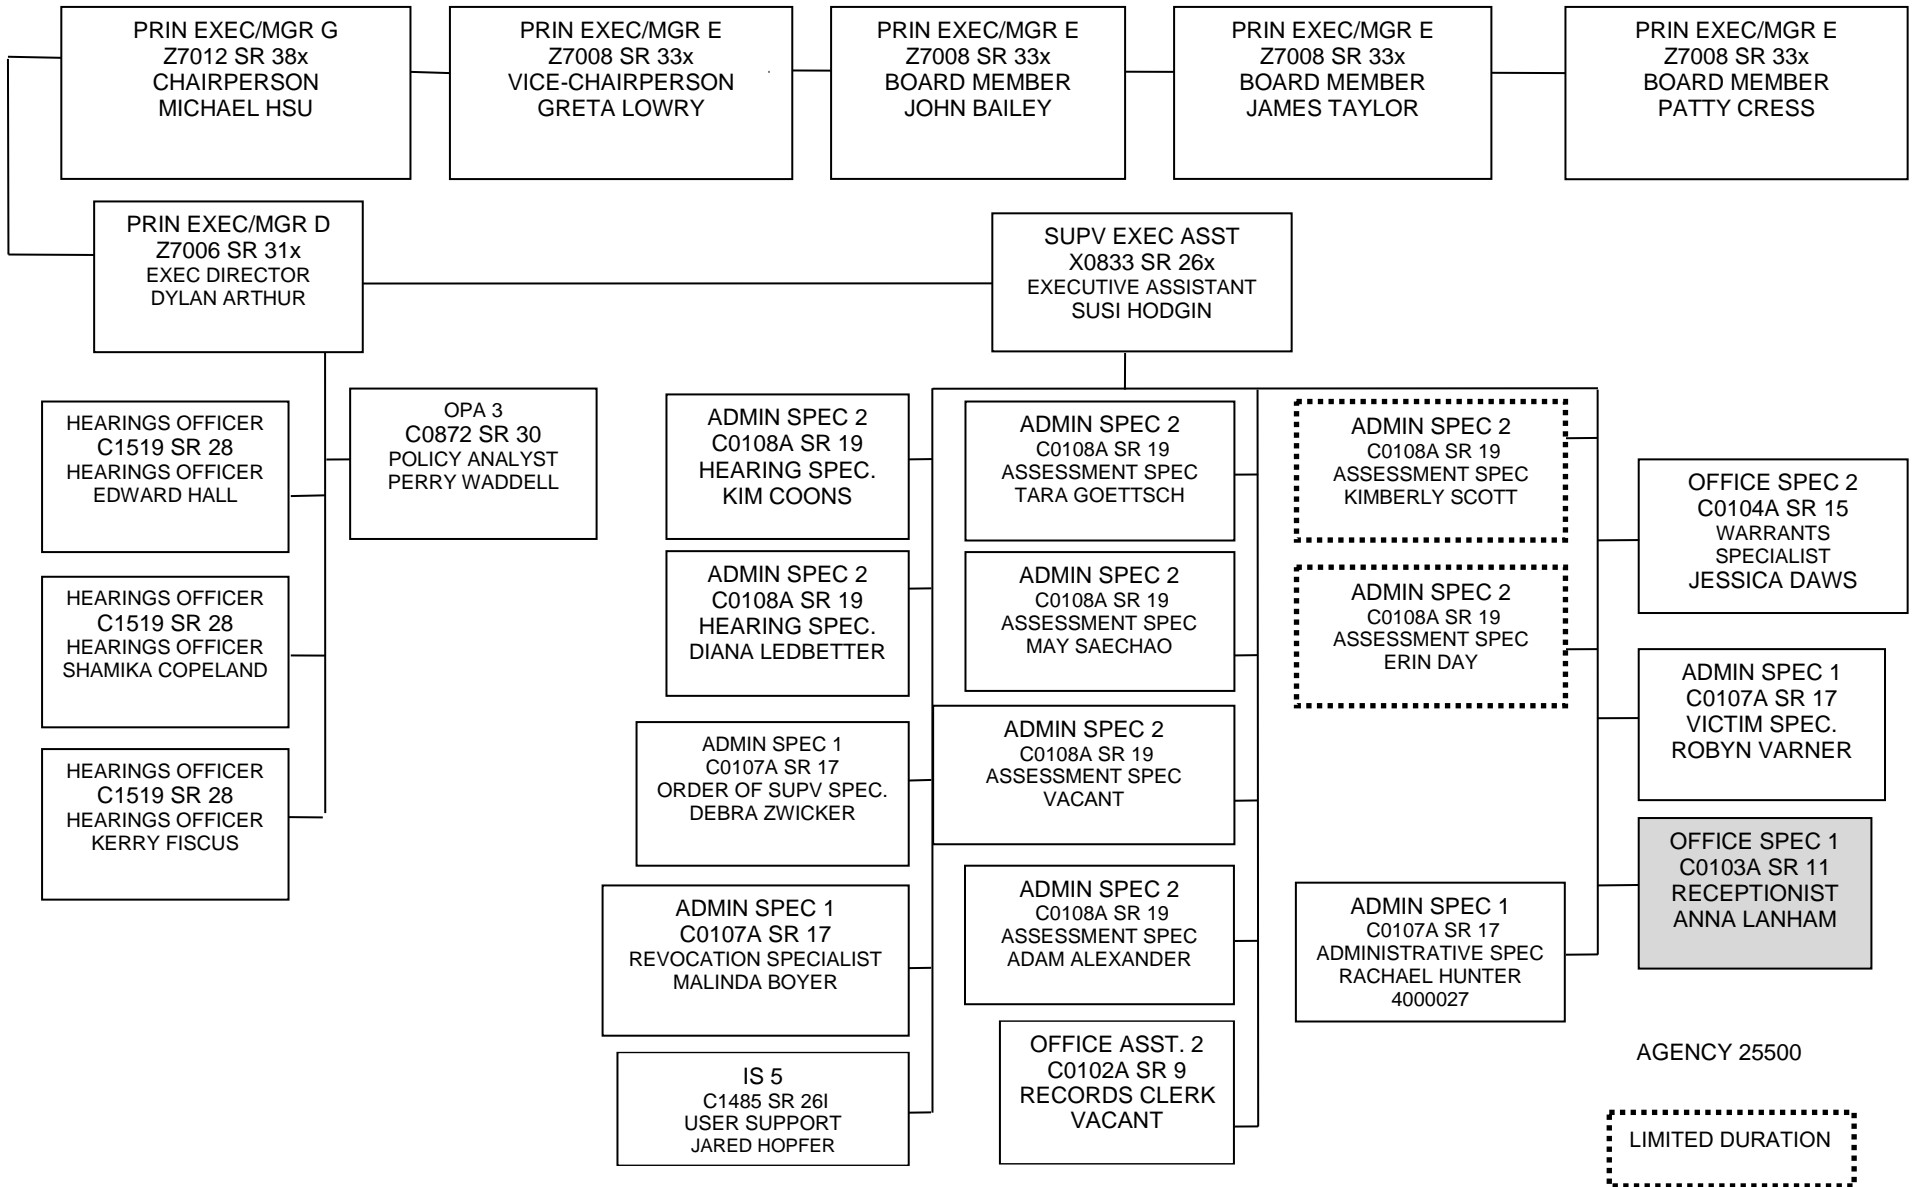 PRIN EXEC/MGR G
Z7012 SR 38x
CHAIRPERSON
MICHAEL HSU
PRIN EXEC/MGR E
Z7008 SR 33x
VICE-CHAIRPERSON
GRETA LOWRY
PRIN EXEC/MGR E
Z7008 SR 33x
BOARD MEMBER
JOHN BAILEY
PRIN EXEC/MGR E
Z7008 SR 33x
BOARD MEMBER
JAMES TAYLOR
PRIN EXEC/MGR E
Z7008 SR 33x
BOARD MEMBER
PATTY CRESS
PRIN EXEC/MGR D
Z7006 SR 31x
EXEC DIRECTOR
DYLAN ARTHUR
SUPV EXEC ASST
X0833 SR 26x
EXECUTIVE ASSISTANT
SUSI HODGIN
HEARINGS OFFICER
C1519 SR 28
HEARINGS OFFICER
EDWARD HALL
HEARINGS OFFICER
C1519 SR 28
HEARINGS OFFICER
SHAMIKA COPELAND
HEARINGS OFFICER
C1519 SR 28
HEARINGS OFFICER
KERRY FISCUS
OPA 3
C0872 SR 30
POLICY ANALYST
PERRY WADDELL
ADMIN SPEC 2
C0108A SR 19
HEARING SPEC.
KIM COONS
ADMIN SPEC 2
C0108A SR 19
HEARING SPEC.
DIANA LEDBETTER
ADMIN SPEC 1
C0107A SR 17
ORDER OF SUPV SPEC.
DEBRA ZWICKER
ADMIN SPEC 1
C0107A SR 17
REVOCATION SPECIALIST
MALINDA BOYER
IS 5
C1485 SR 26I
USER SUPPORT
JARED HOPFER
ADMIN SPEC 2
C0108A SR 19
ASSESSMENT SPEC
TARA GOETTSCH
ADMIN SPEC 2
C0108A SR 19
ASSESSMENT SPEC
MAY SAECHAO
ADMIN SPEC 2
C0108A SR 19
ASSESSMENT SPEC
VACANT
ADMIN SPEC 2
C0108A SR 19
ASSESSMENT SPEC
ADAM ALEXANDER
OFFICE ASST. 2
C0102A SR 9
RECORDS CLERK
VACANT
ADMIN SPEC 2
C0108A SR 19
ASSESSMENT SPEC
KIMBERLY SCOTT
ADMIN SPEC 2
C0108A SR 19
ASSESSMENT SPEC
ERIN DAY
ADMIN SPEC 1
C0107A SR 17
ADMINISTRATIVE SPEC
RACHAEL HUNTER
4000027
OFFICE SPEC 2
C0104A SR 15
WARRANTS
SPECIALIST
JESSICA DAWS
ADMIN SPEC 1
C0107A SR 17
VICTIM SPEC.
ROBYN VARNER
OFFICE SPEC 1
C0103A SR 11
RECEPTIONIST
ANNA LANHAM
AGENCY 25500
LIMITED DURATION